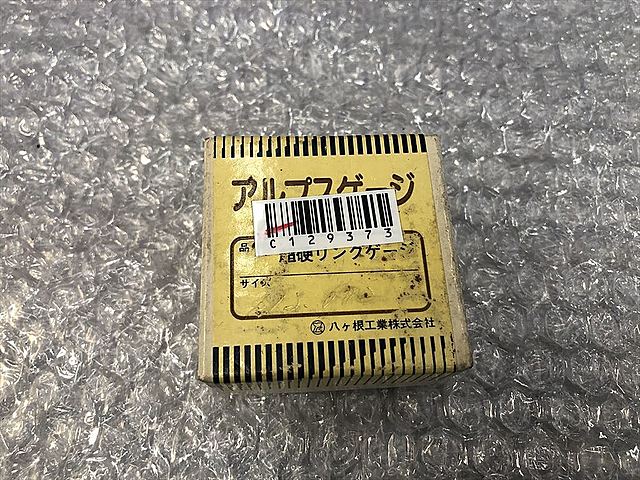 アルプスゲージ
C129373
品
超硬リングゲージ
サイズ
八ヶ根工業株式会社